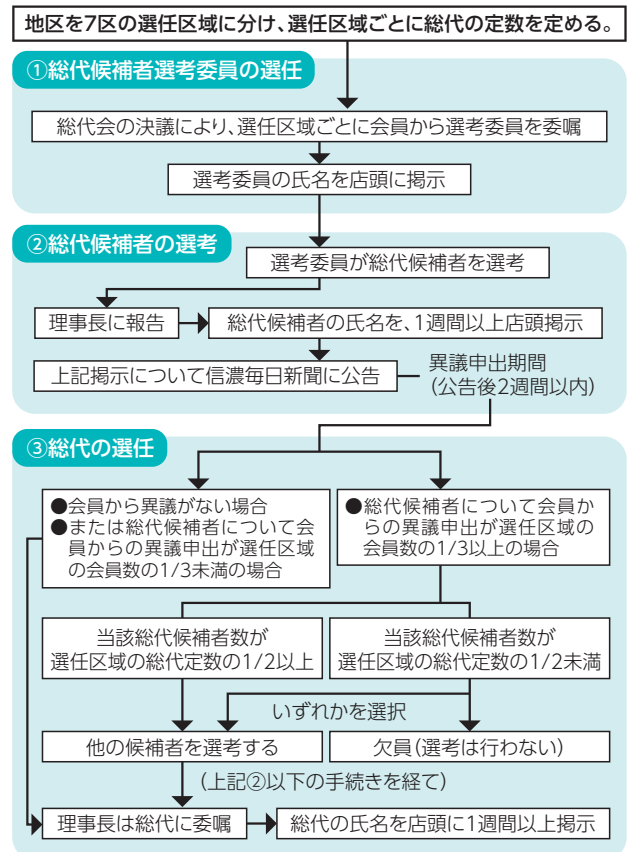 地区を7区の選任区域に分け、選任区域ごとに総代の定数を定める。
①総代候補者選考委員の選任
総代会の決議により、選任区域ごとに会員から選考委員を委嘱
選考委員の氏名を店頭に掲示
②総代候補者の選考
選考委員が総代候補者を選考
理事長に報告
総代候補者の氏名を、1週間以上店頭掲示
上記掲示について信濃毎日新聞に公告
異議申出期間
(公告後2週間以内)
③総代の選任
●会員から異議がない場合
●または総代候補者について会
員からの異議申出が選任区域
の会員数の1/3未満の場合
●総代候補者について会員か
らの異議申出が選任区域の
会員数の1/3以上の場合
当該総代候補者数が
選任区域の総代定数の1/2以上
当該総代候補者数が
選任区域の総代定数の1/2未満
いずれかを選択
他の候補者を選考する
欠員(選考は行わない)
(上記②以下の手続きを経て)
理事長は総代に委嘱
総代の氏名を店頭に1週間以上掲示